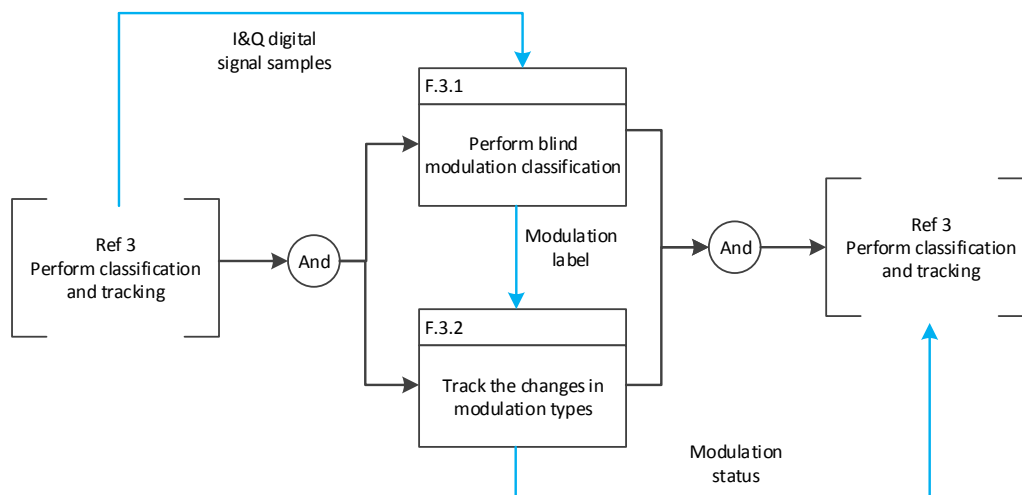 I&Q digital
signal samples
F.3.1
Perform blind
modulation classification
Ref 3
Perform classification
and tracking
And
Modulation
label
And
Ref 3
Perform classification
and tracking
F.3.2
Track the changes in
modulation types
Modulation
status